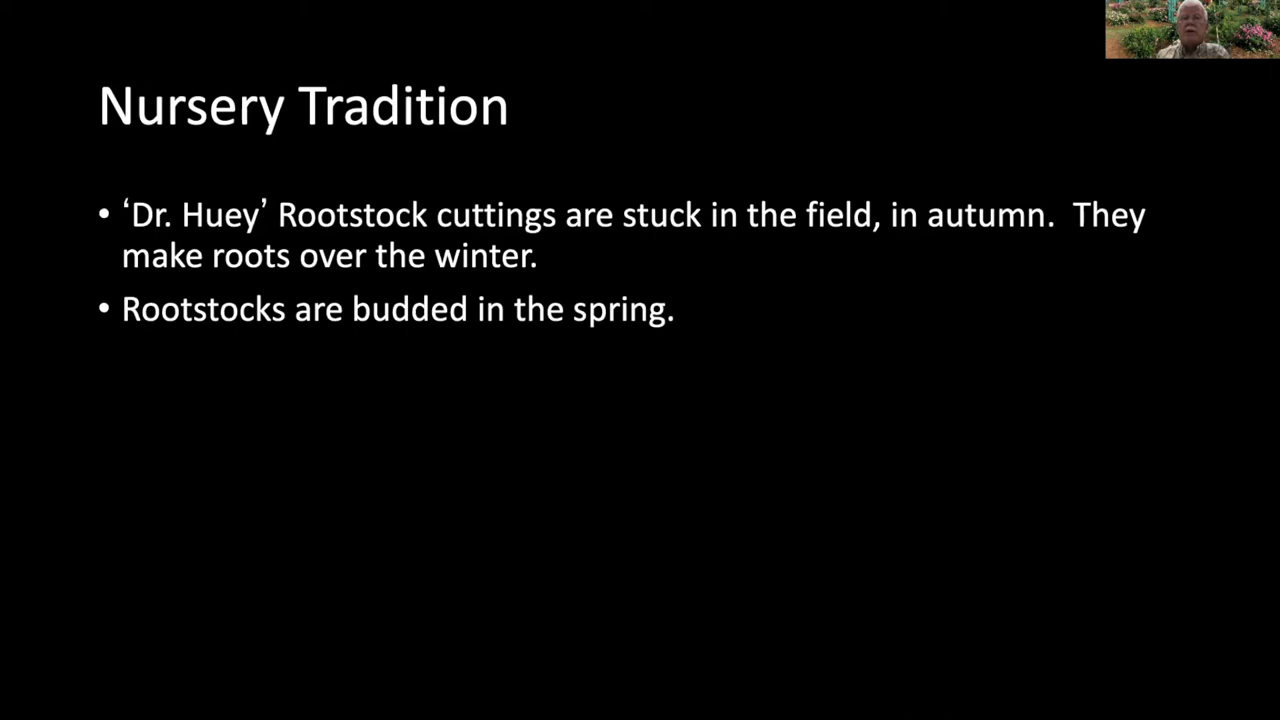 Nursery Tradition
• ‘Dr. Huey’ Rootstock cuttings are stuck in the field, in autumn.  They
make roots over the winter.
• Rootstocks are budded in the spring.